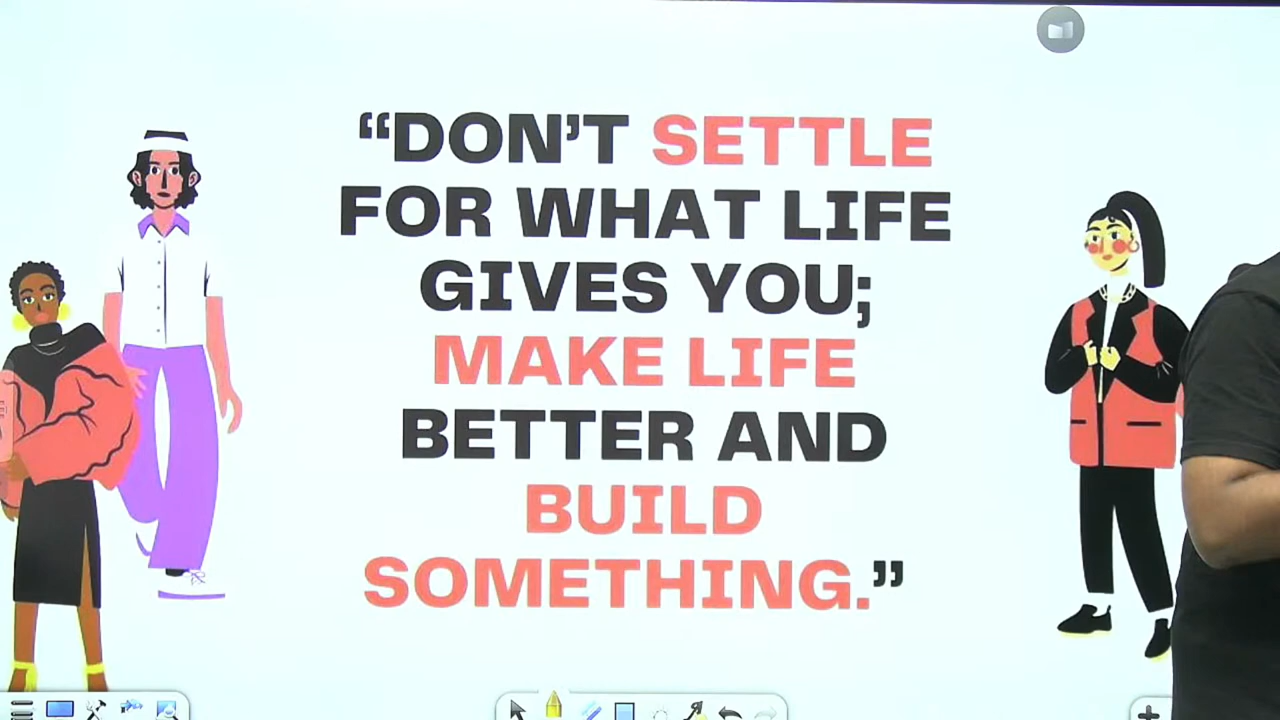 “DON’T SETTLE
FOR WHAT LIFE
GIVES YOU;
MAKE LIFE
BETTER AND
BUILD
SOMETHING.”